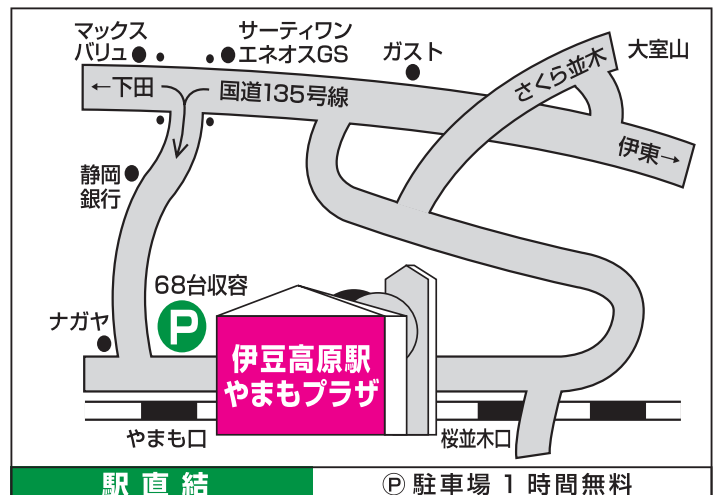 マックス
バリュ
サーティワン
エネオスGS
ガスト
さくら並木
大室山
←下田
国道135号線
伊東→
静岡
銀行
68台収容
P
ナガヤ
伊豆高原駅
やまもプラザ
やまも口
桜並木口
駅直結
Ⓟ駐車場 1 時間無料